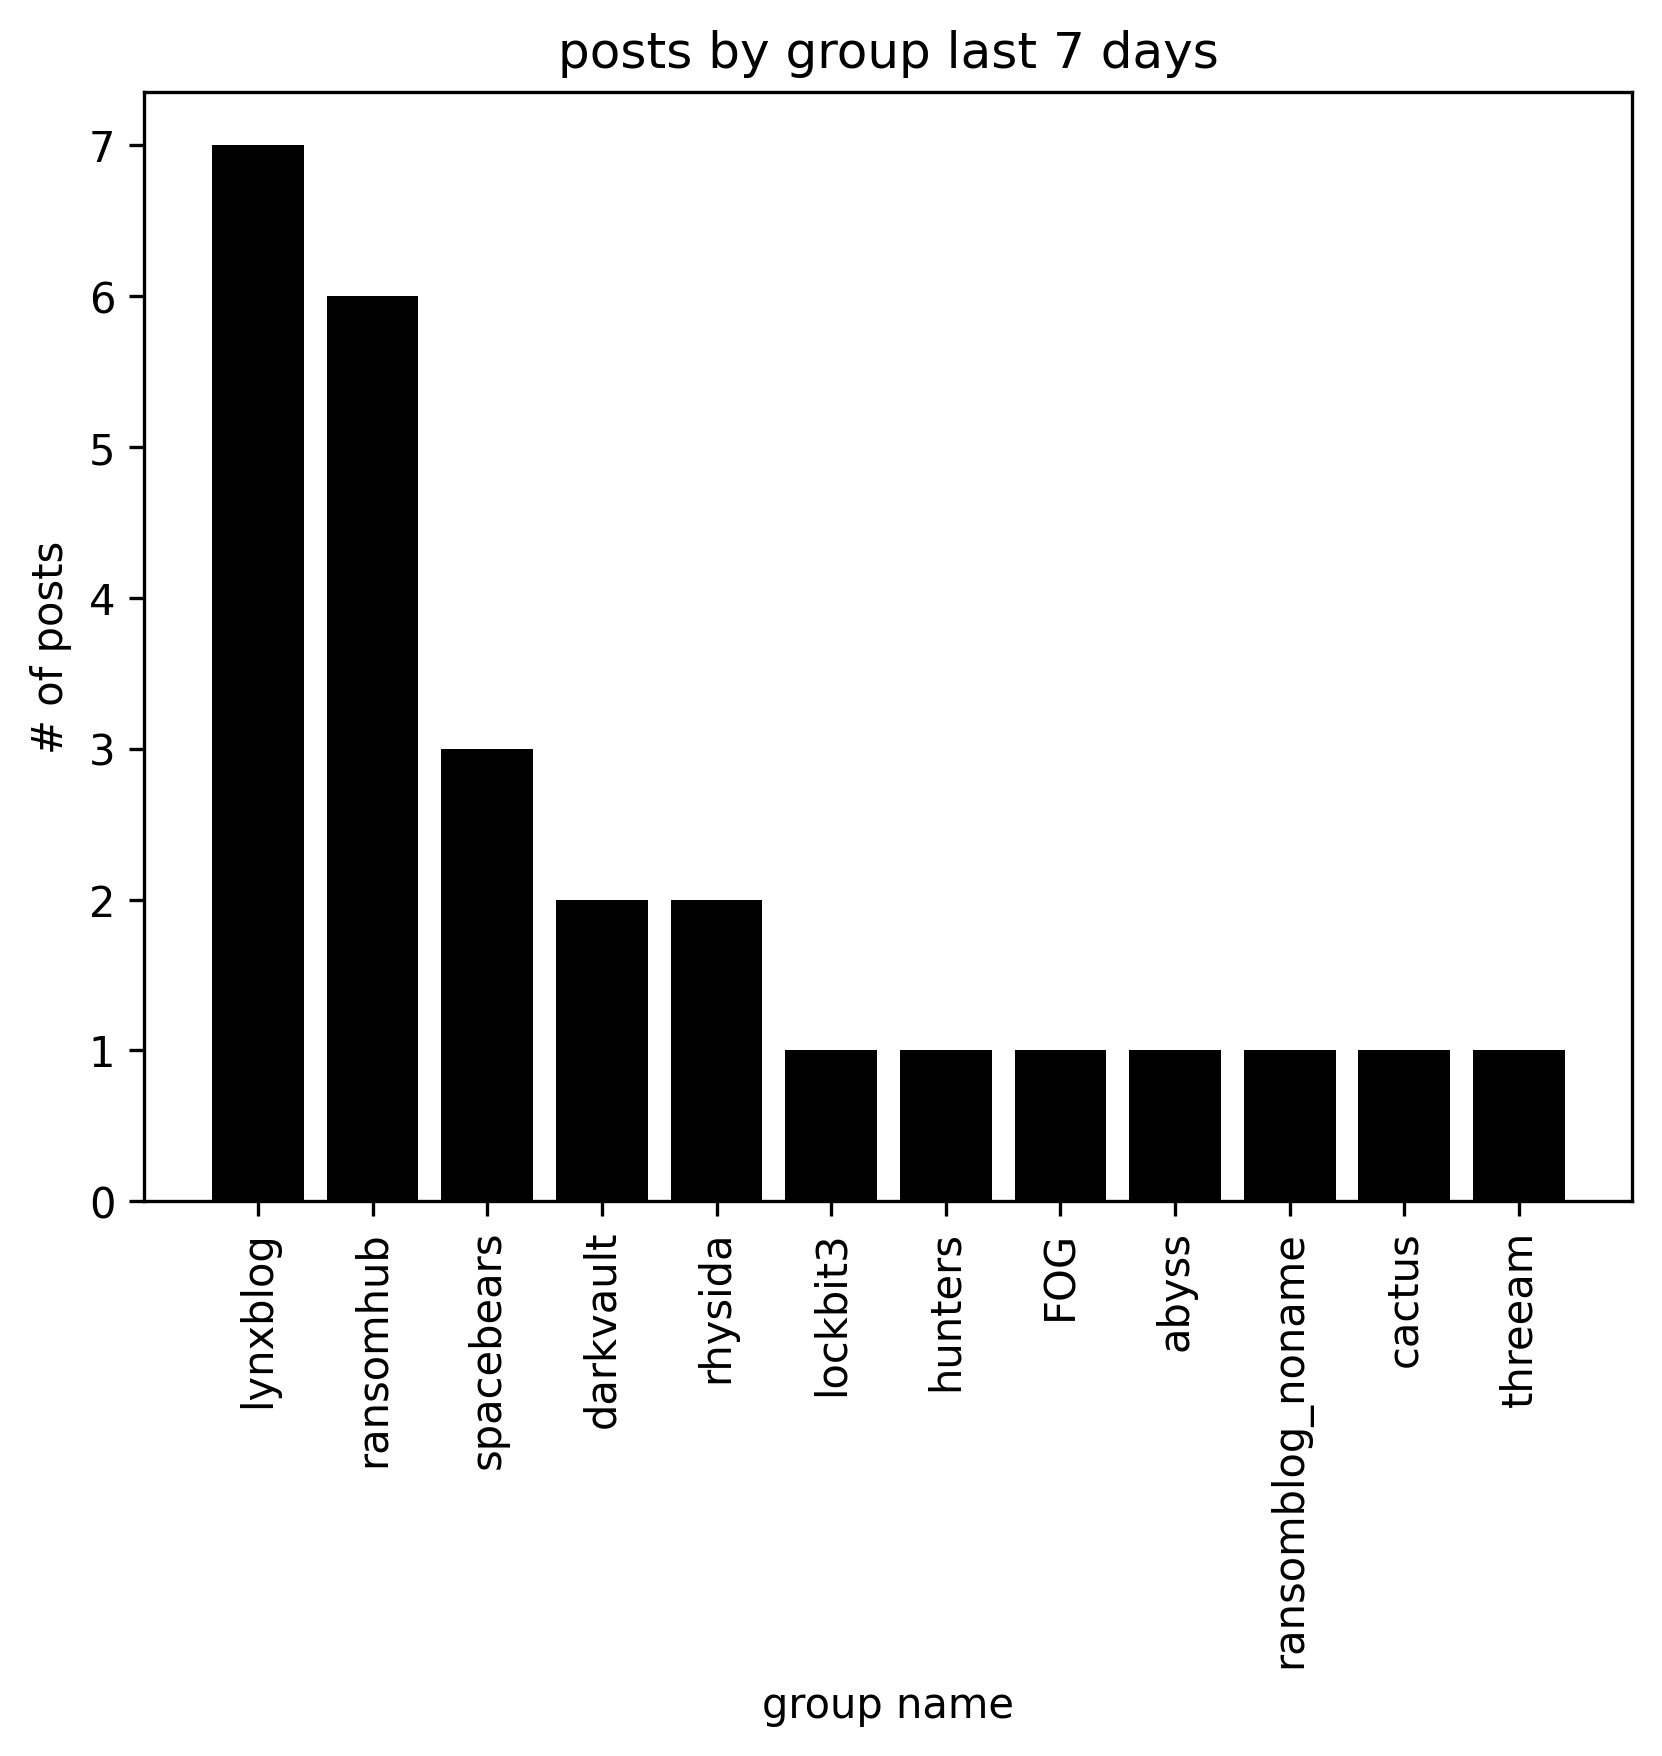 posts by group last 7 days
# of posts
7
6
5
4
3
2
1
0
lynxblog
ransomhub
spacebears
darkvault
rhysida
lockbit3
hunters
FOG
abyss
ransomblog_noname
cactus
threeam
group name